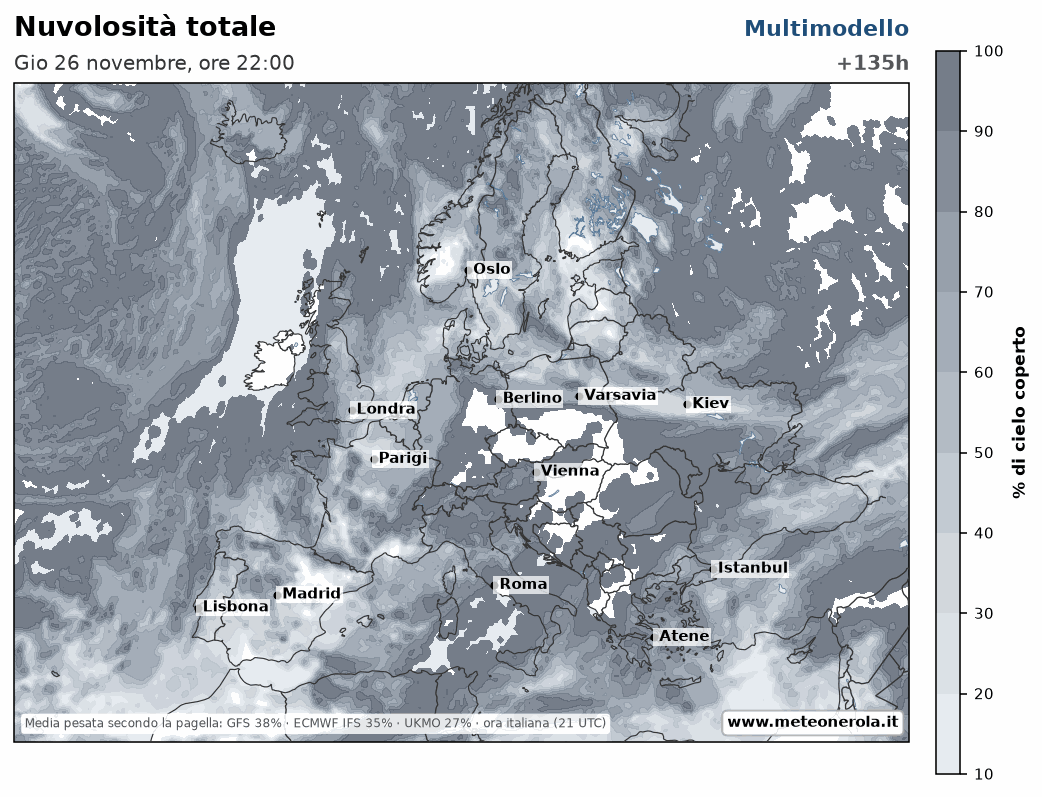 Nuvolosità totale
Multimodello
Gio 26 novembre, ore 22:00
+135h
100
90
80
70
60
50
40
30
20
10
% di cielo coperto
Oslo
Berlino
Varsavia
Kiev
Londra
Parigi
Vienna
Istanbul
Roma
Madrid
Lisbona
Atene
Media pesata secondo la pagella: GFS 38% · ECMWF IFS 35% · UKMO 27% · ora italiana (21 UTC)
www.meteonerola.it